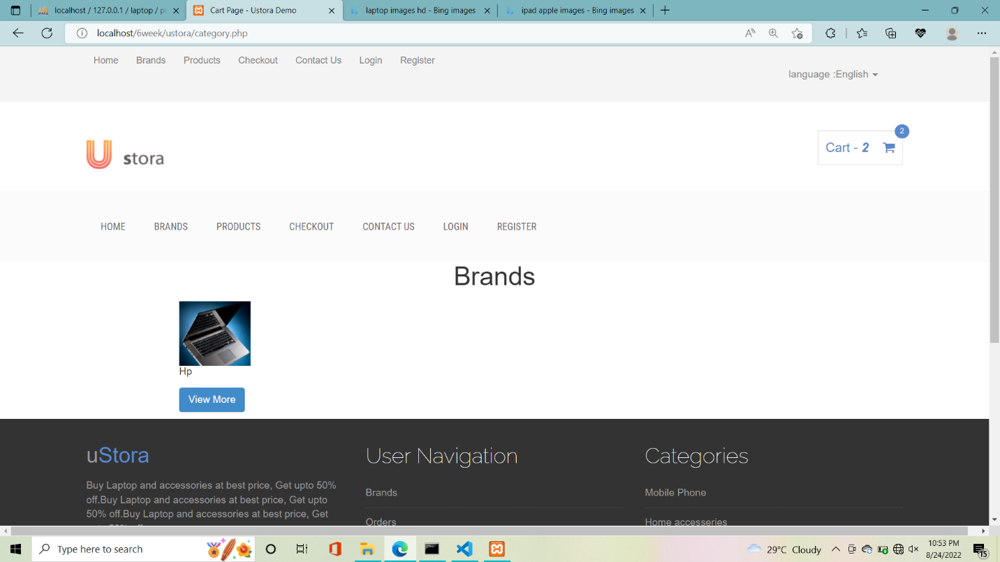 localhost / 127.0.0.1 / laptop / pr
Cart Page - Ustora Demo
laptop images hd - Bing images
ipad apple images - Bing images
localhost/6week/ustora/category.php
Home Brands Products Checkout Contact Us Login Register
language :English
2
Cart - 2
U stora
HOME BRANDS PRODUCTS CHECKOUT CONTACT US LOGIN REGISTER
Brands
Hp
View More
uStora
User Navigation
Categories
Buy Laptop and accessories at best price, Get upto 50%
off.Buy Laptop and accessories at best price, Get upto
50% off.Buy Laptop and accessories at best price, Get
Brands
Orders
Mobile Phone
Home accesseries
Type here to search
29°C Cloudy
10:53 PM
8/24/2022
15